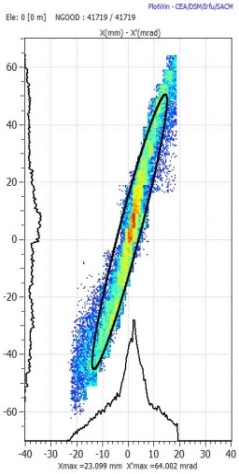 PlotWin - CEA/DSM/Irfu/SACM
Ele: 0 [0 m] NGOOD : 41719 / 41719
X(mm) - X'(mrad)
60
40
20
0
-20
-40
-60
-40 -30 -20 -10 0 10 20 30 40
Xmax =23.099 mm X'max =64.002 mrad